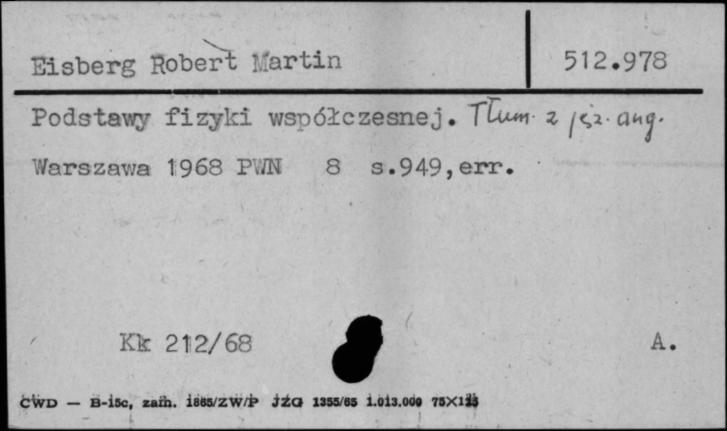 Eisberg Robert Martin 512.978
Podstawy fizyki współczesnej. Tłum. z jęz. ang.
Warszawa 1968 PWN 8 s.949,err.
Kk 212/68 A.
CWD — B-15c, zam. 1865/ZW/P JZG 1355/65 1.013.000 75X125